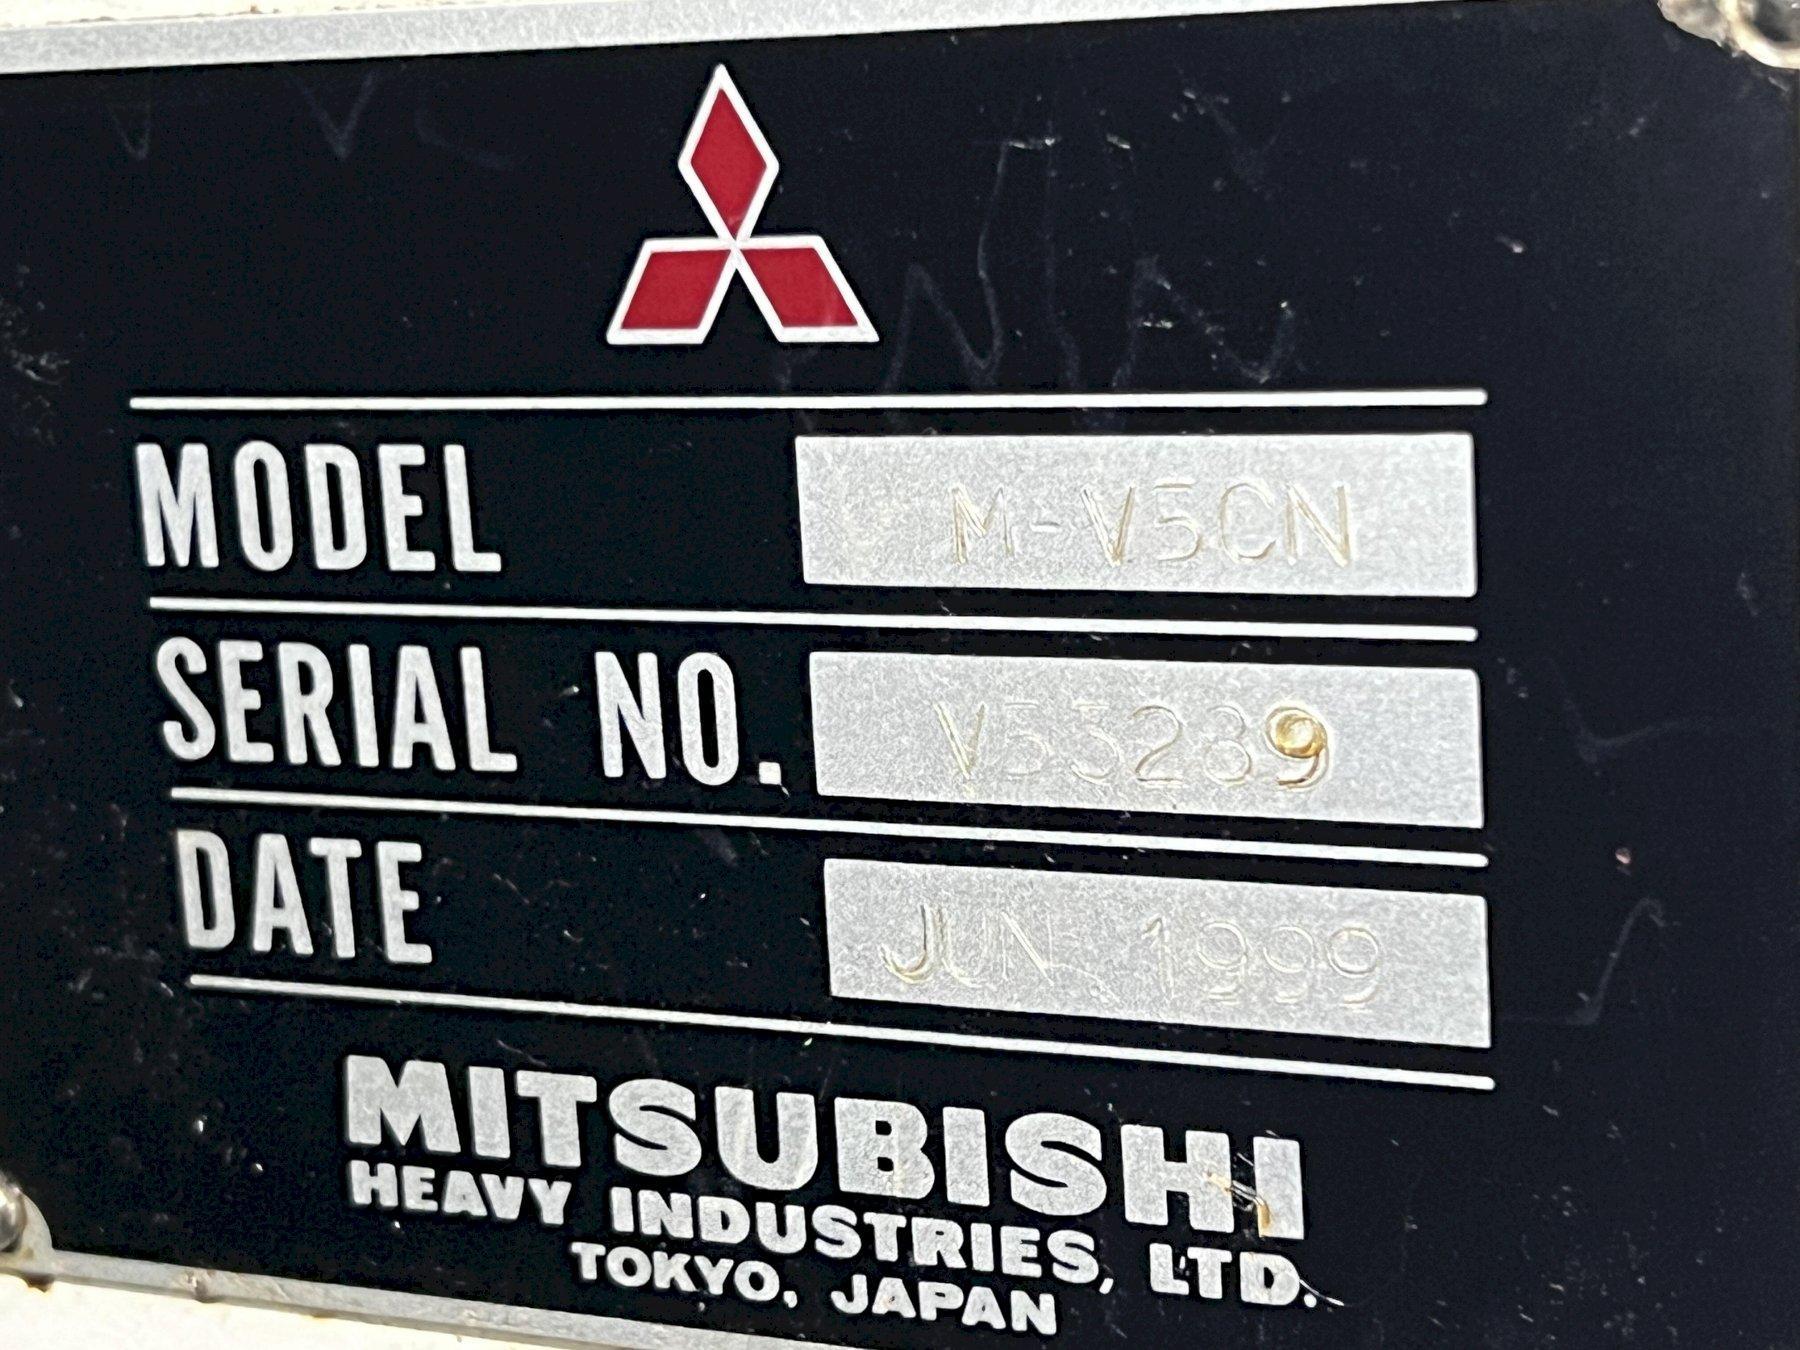 MODEL M-V5CN
SERIAL NO. V53289
DATE JUN, 1999
MITSUBISHI
HEAVY INDUSTRIES, LTD.
TOKYO, JAPAN